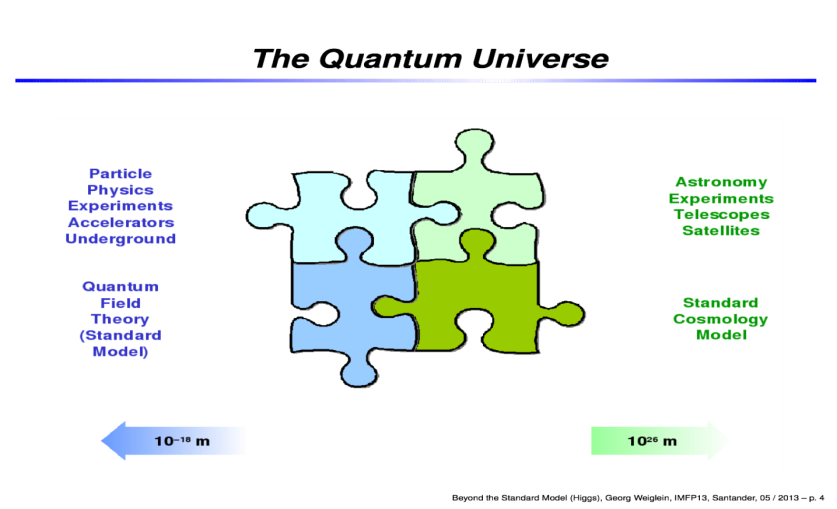 The Quantum Universe
Particle
Physics
Experiments
Accelerators
Underground
Quantum
Field
Theory
(Standard
Model)
Astronomy
Experiments
Telescopes
Satellites
Standard
Cosmology
Model
10⁻¹⁸ m
10²⁶ m
Beyond the Standard Model (Higgs), Georg Weiglein, IMFP13, Santander, 05 / 2013 – p. 4